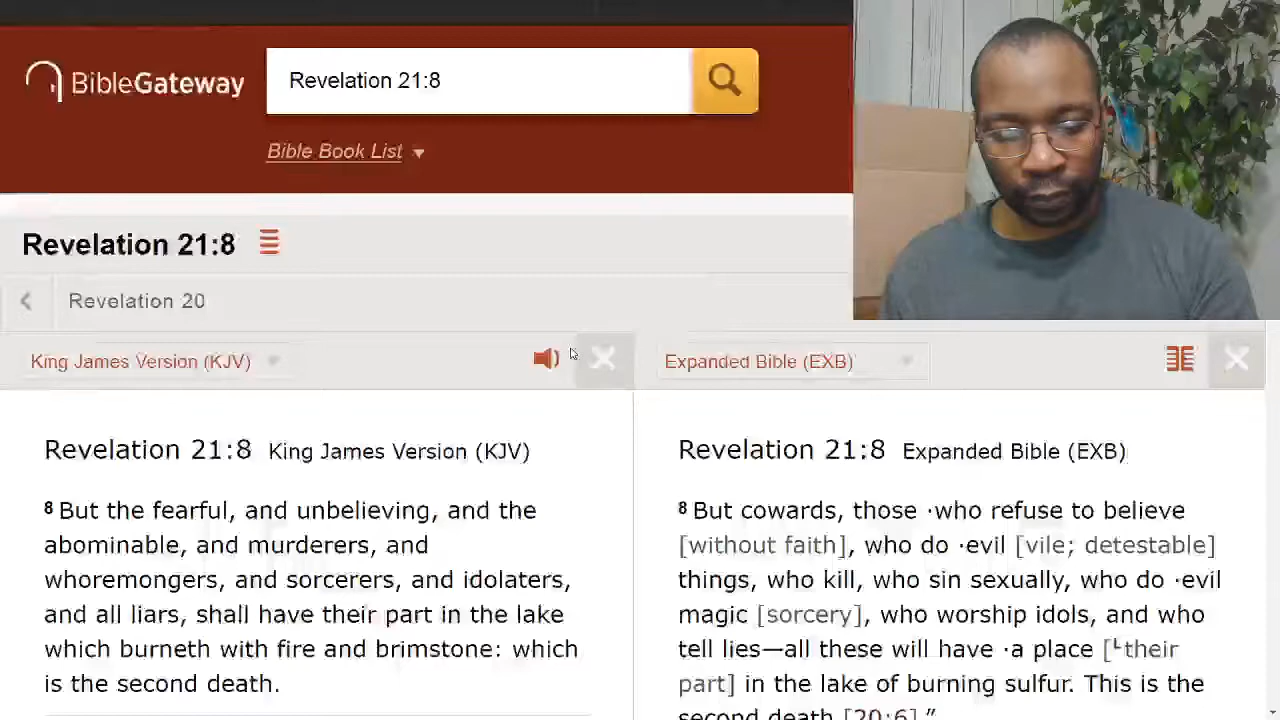 BibleGateway
Revelation 21:8
Bible Book List
Revelation 21:8
Revelation 20
King James Version (KJV)
Expanded Bible (EXB)
Revelation 21:8 King James Version (KJV)
8 But the fearful, and unbelieving, and the
abominable, and murderers, and
whoremongers, and sorcerers, and idolaters,
and all liars, shall have their part in the lake
which burneth with fire and brimstone: which
is the second death.
Revelation 21:8 Expanded Bible (EXB)
8 But cowards, those ·who refuse to believe
[without faith], who do ·evil [vile; detestable]
things, who kill, who sin sexually, who do ·evil
magic [sorcery], who worship idols, and who
tell lies—all these will have ·a place [└their
part] in the lake of burning sulfur. This is the
second death [20:6].”